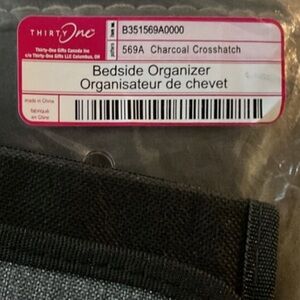 THIRTY One
Thirty-One Gifts Canada Inc
c/o Thirty-One Gifts LLC Columbus, OH
B351569A0000
569A Charcoal Crosshatch
Bedside Organizer
Organisateur de chevet
made in China
fabriqué
en Chine